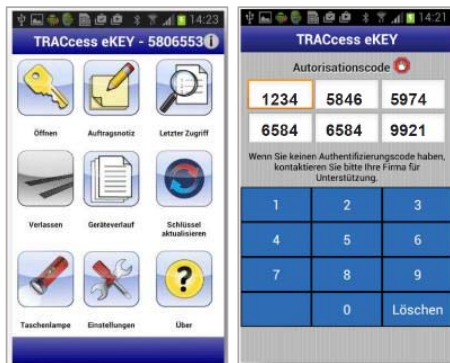 14:23
TRACcess eKEY - 5806553
Öffnen
Auftragsnotiz
Letzter Zugriff
Verlassen
Geräteverlauf
Schlüssel
aktualisieren
Taschenlampe
Einstellungen
Über
14:21
TRACcess eKEY
Autorisationscode
1234 5846 5974
6584 6584 9921
Wenn Sie keinen Authentifizierungscode haben,
kontaktieren Sie bitte Ihre Firma für
Unterstützung.
1 2 3
4 5 6
7 8 9
0 Löschen